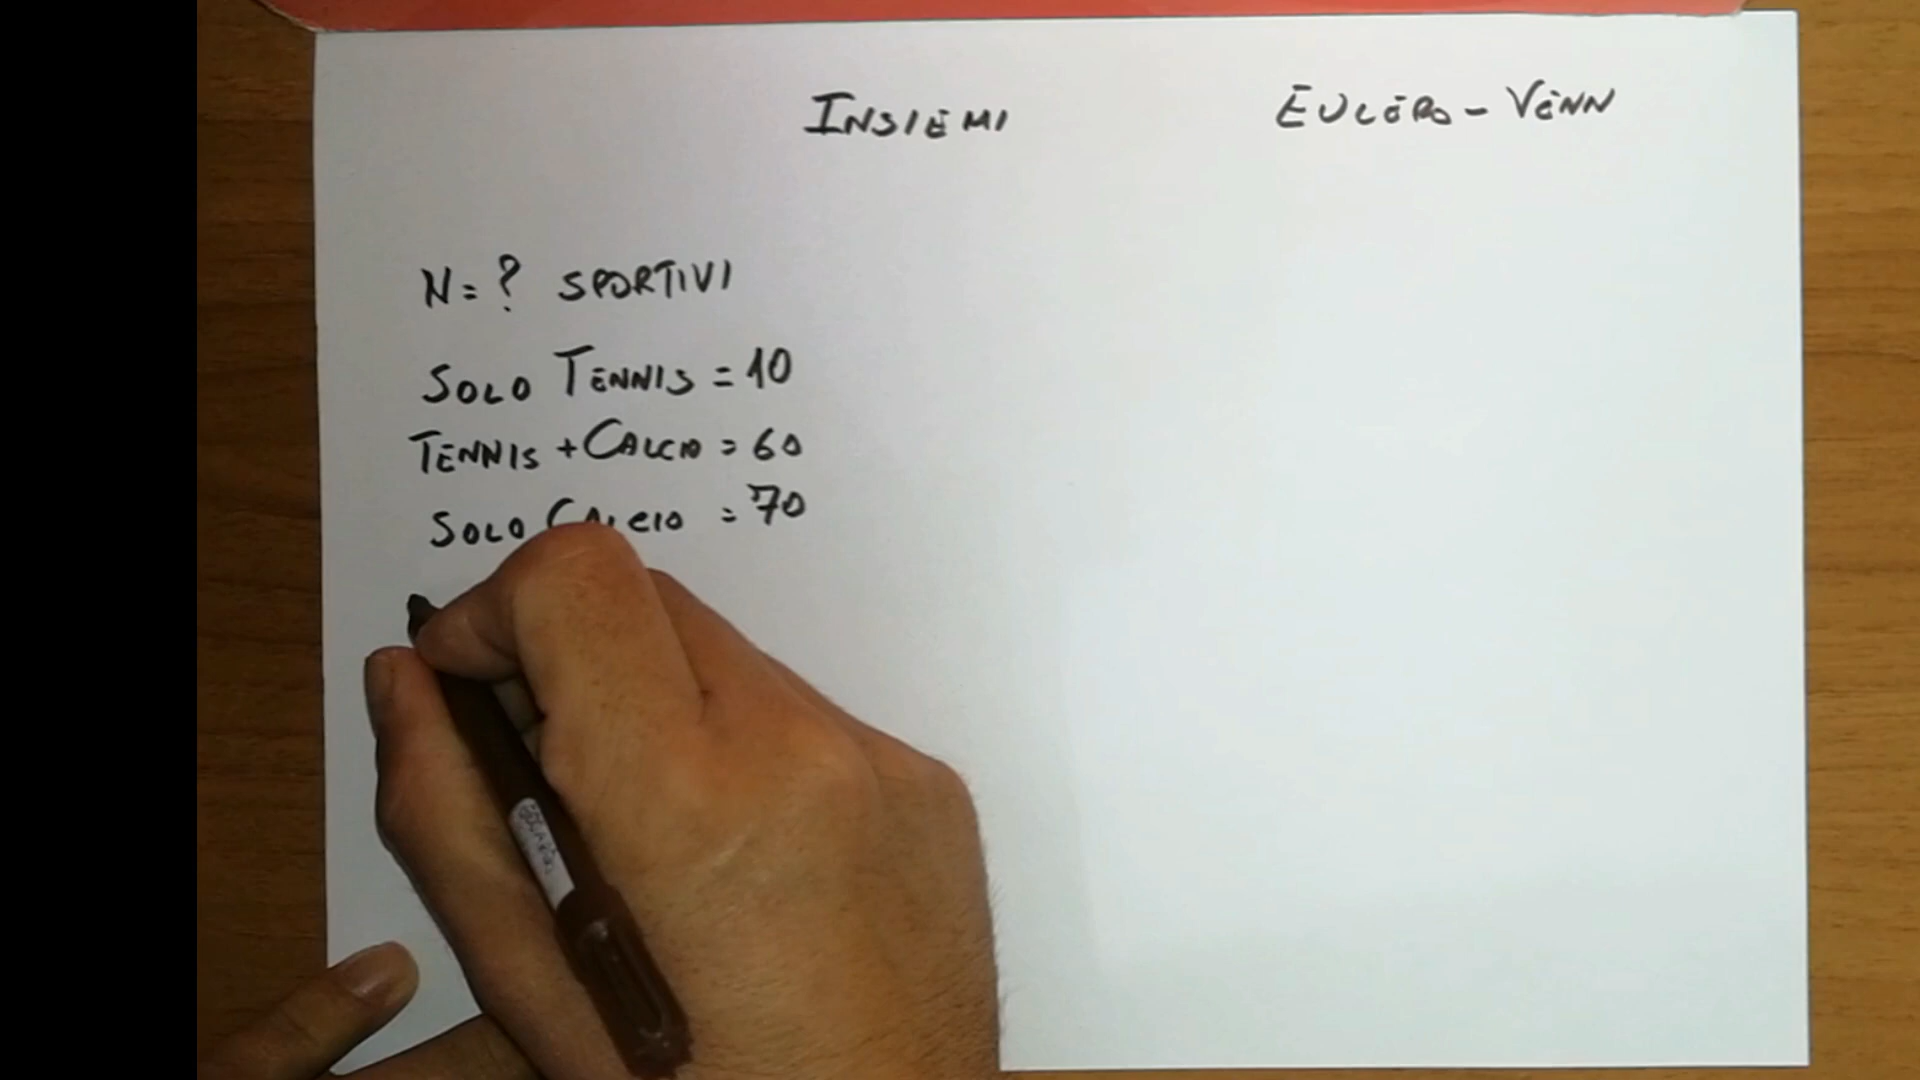 INSIEMI
EULERO - VENN
N = ? SPORTIVI
SOLO TENNIS = 10
TENNIS + CALCIO = 60
SOLO CALCIO = 70